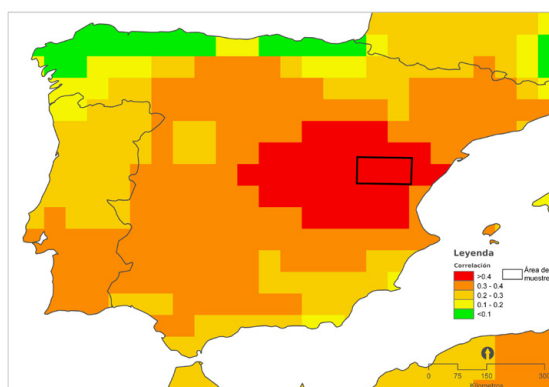 Leyenda
Correlación
>0.4
0.3 - 0.4
0.2 - 0.3
0.1 - 0.2
<0.1
Área de
muestre
0 75 150 300
Kilómetros